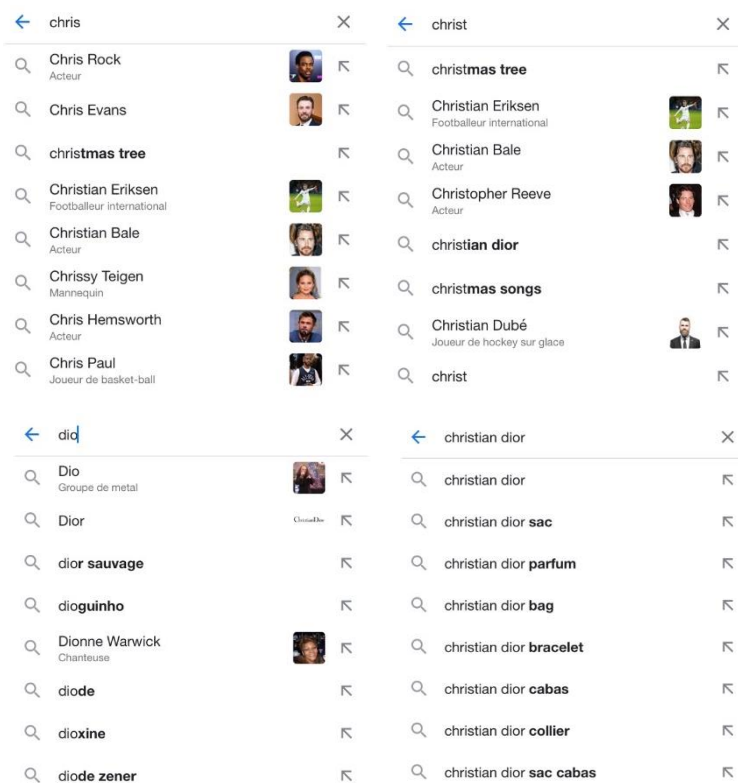 chris
Chris Rock
Acteur
Chris Evans
christmas tree
Christian Eriksen
Footballeur international
Christian Bale
Acteur
Chrissy Teigen
Mannequin
Chris Hemsworth
Acteur
Chris Paul
Joueur de basket-ball
christ
christmas tree
Christian Eriksen
Footballeur international
Christian Bale
Acteur
Christopher Reeve
Acteur
christian dior
christmas songs
Christian Dubé
Joueur de hockey sur glace
christ
dio
Dio
Groupe de metal
Dior
ChristianDior
dior sauvage
dioguinho
Dionne Warwick
Chanteuse
diode
dioxine
diode zener
christian dior
christian dior
christian dior sac
christian dior parfum
christian dior bag
christian dior bracelet
christian dior cabas
christian dior collier
christian dior sac cabas